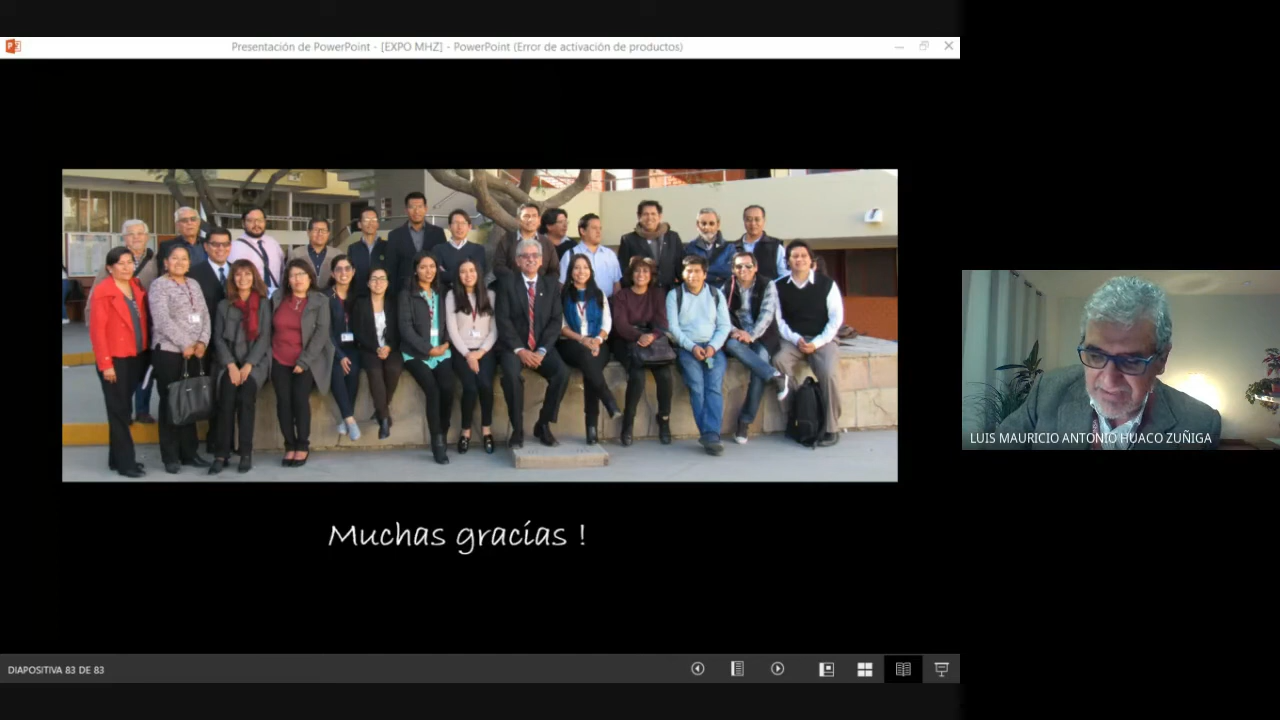 Presentación de PowerPoint - [EXPO MHZ] - PowerPoint (Error de activación de productos)
Muchas gracias !
LUIS MAURICIO ANTONIO HUACO ZUÑIGA
DIAPOSITIVA 83 DE 83